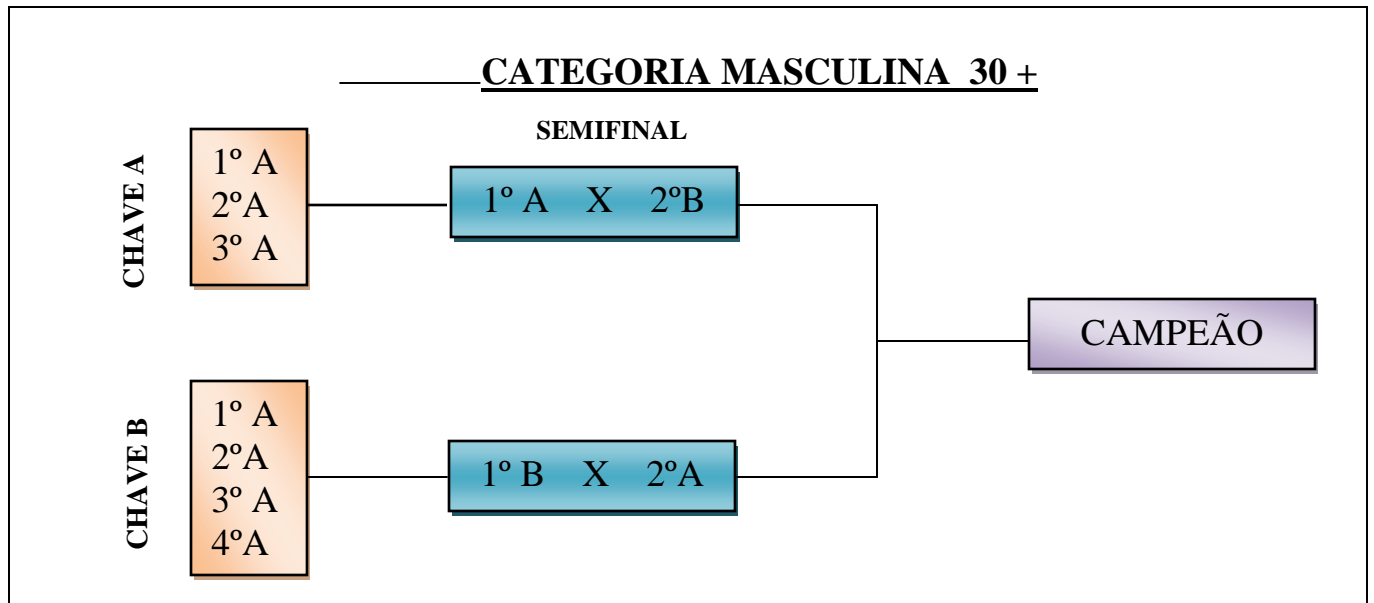 CATEGORIA MASCULINA 30 +
SEMIFINAL
CHAVE A
1º A
2ºA
3º A
1º A X 2ºB
CAMPEÃO
CHAVE B
1º A
2ºA
3º A
4ºA
1º B X 2ºA